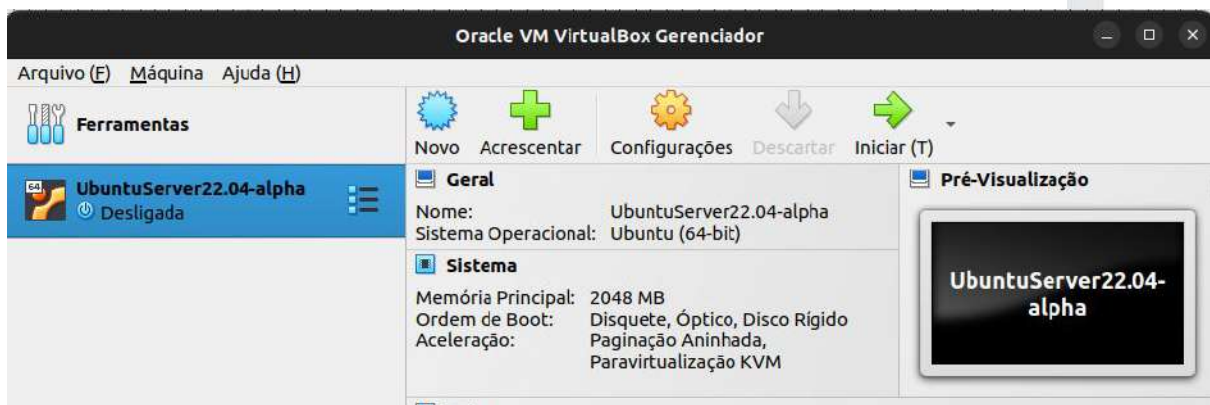 Oracle VM VirtualBox Gerenciador
Arquivo (F) Máquina Ajuda (H)
Ferramentas
Novo Acrescentar Configurações Descartar Iniciar (T)
64 UbuntuServer22.04-alpha
Desligada
Geral
Nome: UbuntuServer22.04-alpha
Sistema Operacional: Ubuntu (64-bit)
Sistema
Memória Principal: 2048 MB
Ordem de Boot: Disquete, Óptico, Disco Rígido
Aceleração: Paginação Aninhada,
Paravirtualização KVM
Pré-Visualização
UbuntuServer22.04-
alpha